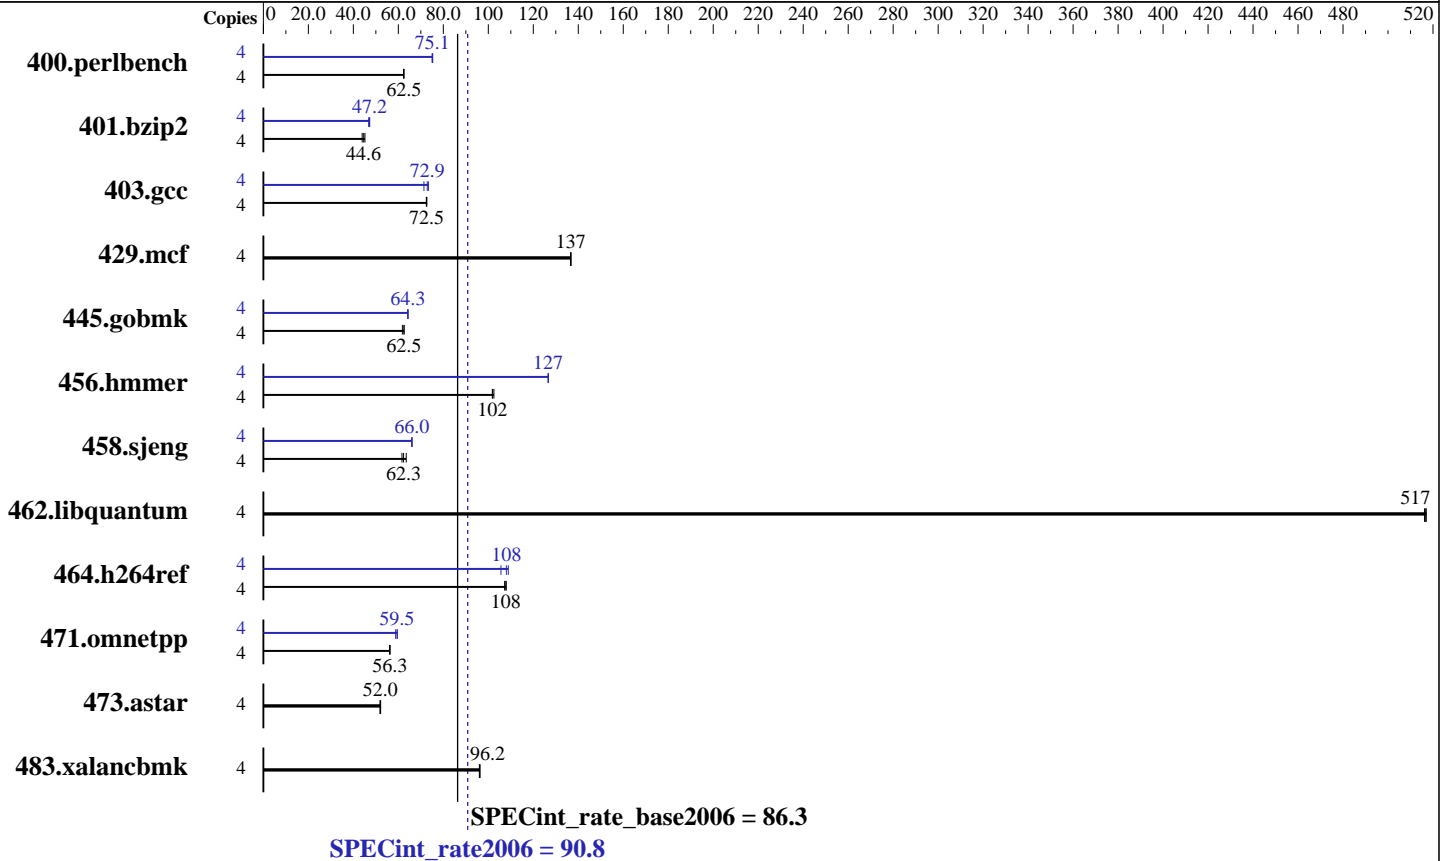 Copies 0 20.0 40.0 60.0 80.0 100 120 140 160 180 200 220 240 260 280 300 320 340 360 380 400 420 440 460 480 520
400.perlbench 4 75.1
4 62.5
401.bzip2 4 47.2
4 44.6
403.gcc 4 72.9
4 72.5
429.mcf 4 137
445.gobmk 4 64.3
4 62.5
456.hmmer 4 127
4 102
458.sjeng 4 66.0
4 62.3
462.libquantum 4 517
464.h264ref 4 108
4 108
471.omnetpp 4 59.5
4 56.3
473.astar 4 52.0
483.xalancbmk 4 96.2
SPECint_rate_base2006 = 86.3
SPECint_rate2006 = 90.8